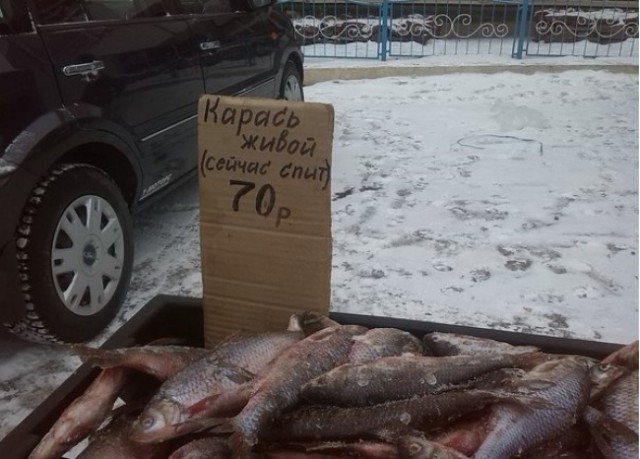 Карась
живой
(сейчас спит)
70р